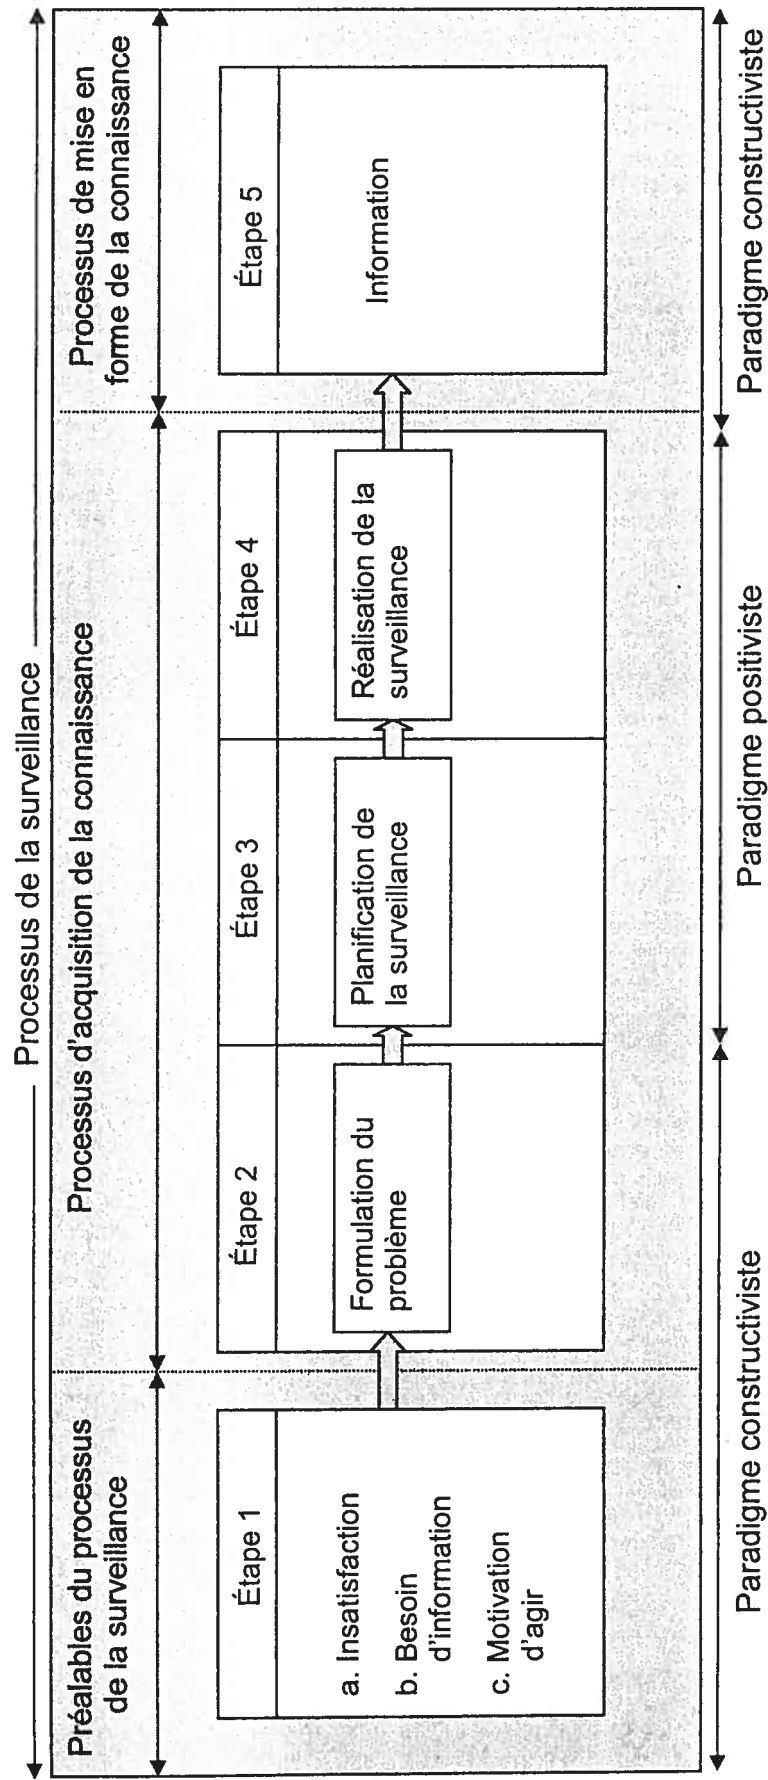 Processus de la surveillance
Préalables du processus
de la surveillance
Processus d'acquisition de la connaissance
Processus de mise en
forme de la connaissance
Étape 1
a. Insatisfaction
b. Besoin
d'information
c. Motivation
d'agir
Étape 2
Formulation du
problème
Étape 3
Planification de
la surveillance
Étape 4
Réalisation de la
surveillance
Étape 5
Information
Paradigme constructiviste
Paradigme positiviste
Paradigme constructiviste